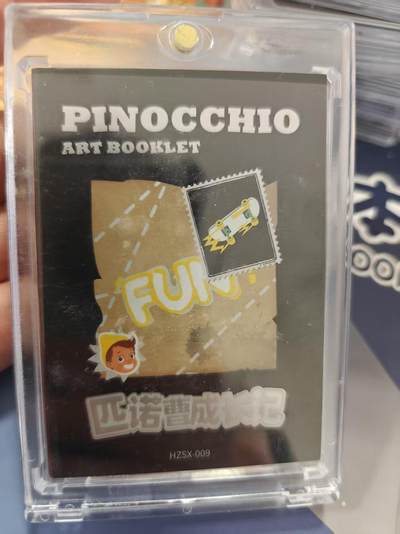 PINOCCHIO
ART BOOKLET
FUN!
匹诺曹成长记
HZSX-009